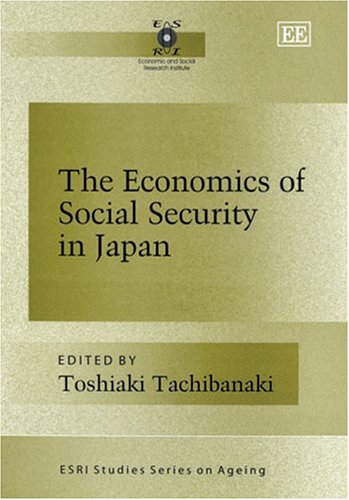 E S
R I
Economic and Social
Research Institute
EE
The Economics of
Social Security
in Japan
EDITED BY
Toshiaki Tachibanaki
ESRI Studies Series on Ageing